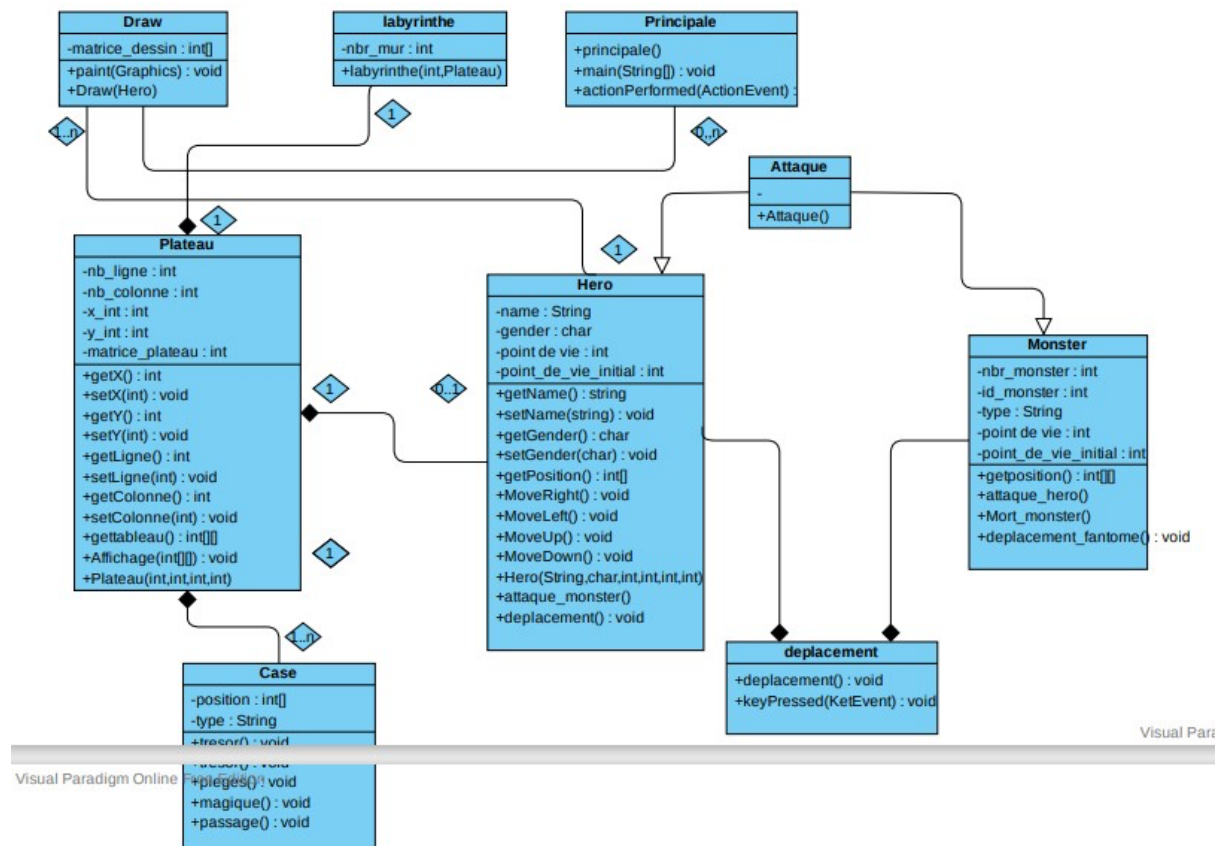 Draw
-matrice_dessin : int[]
+paint(Graphics) : void
+Draw(Hero)
labyrinthe
-nbr_mur : int
+labyrinthe(int,Plateau)
Principale
+principale()
+main(String[]) : void
+actionPerformed(ActionEvent) :
1..n
1
0..n
Attaque
-
+Attaque()
1
1
Plateau
-nb_ligne : int
-nb_colonne : int
-x_int : int
-y_int : int
-matrice_plateau : int
+getX() : int
+setX(int) : void
+getY() : int
+setY(int) : void
+getLigne() : int
+setLigne(int) : void
+getColonne() : int
+setColonne(int) : void
+gettableau() : int[][]
+Affichage(int[][]) : void
+Plateau(int,int,int,int)
1
0..1
1
Hero
-name : String
-gender : char
-point de vie : int
-point_de_vie_initial : int
+getName() : string
+setName(string) : void
+getGender() : char
+setGender(char) : void
+getPosition() : int[]
+MoveRight() : void
+MoveLeft() : void
+MoveUp() : void
+MoveDown() : void
+Hero(String,char,int,int,int,int)
+attaque_monster()
+deplacement() : void
Monster
-nbr_monster : int
-id_monster : int
-type : String
-point de vie : int
-point_de_vie_initial : int
+getposition() : int[][]
+attaque_hero()
+Mort_monster()
+deplacement_fantome() : void
1..n
Case
-position : int[]
-type : String
+tresor() : void
+tresor() : void
+pieges() : void
+magique() : void
+passage() : void
deplacement
+deplacement() : void
+keyPressed(KetEvent) : void
Visual Para
Visual Paradigm Online Free Edition